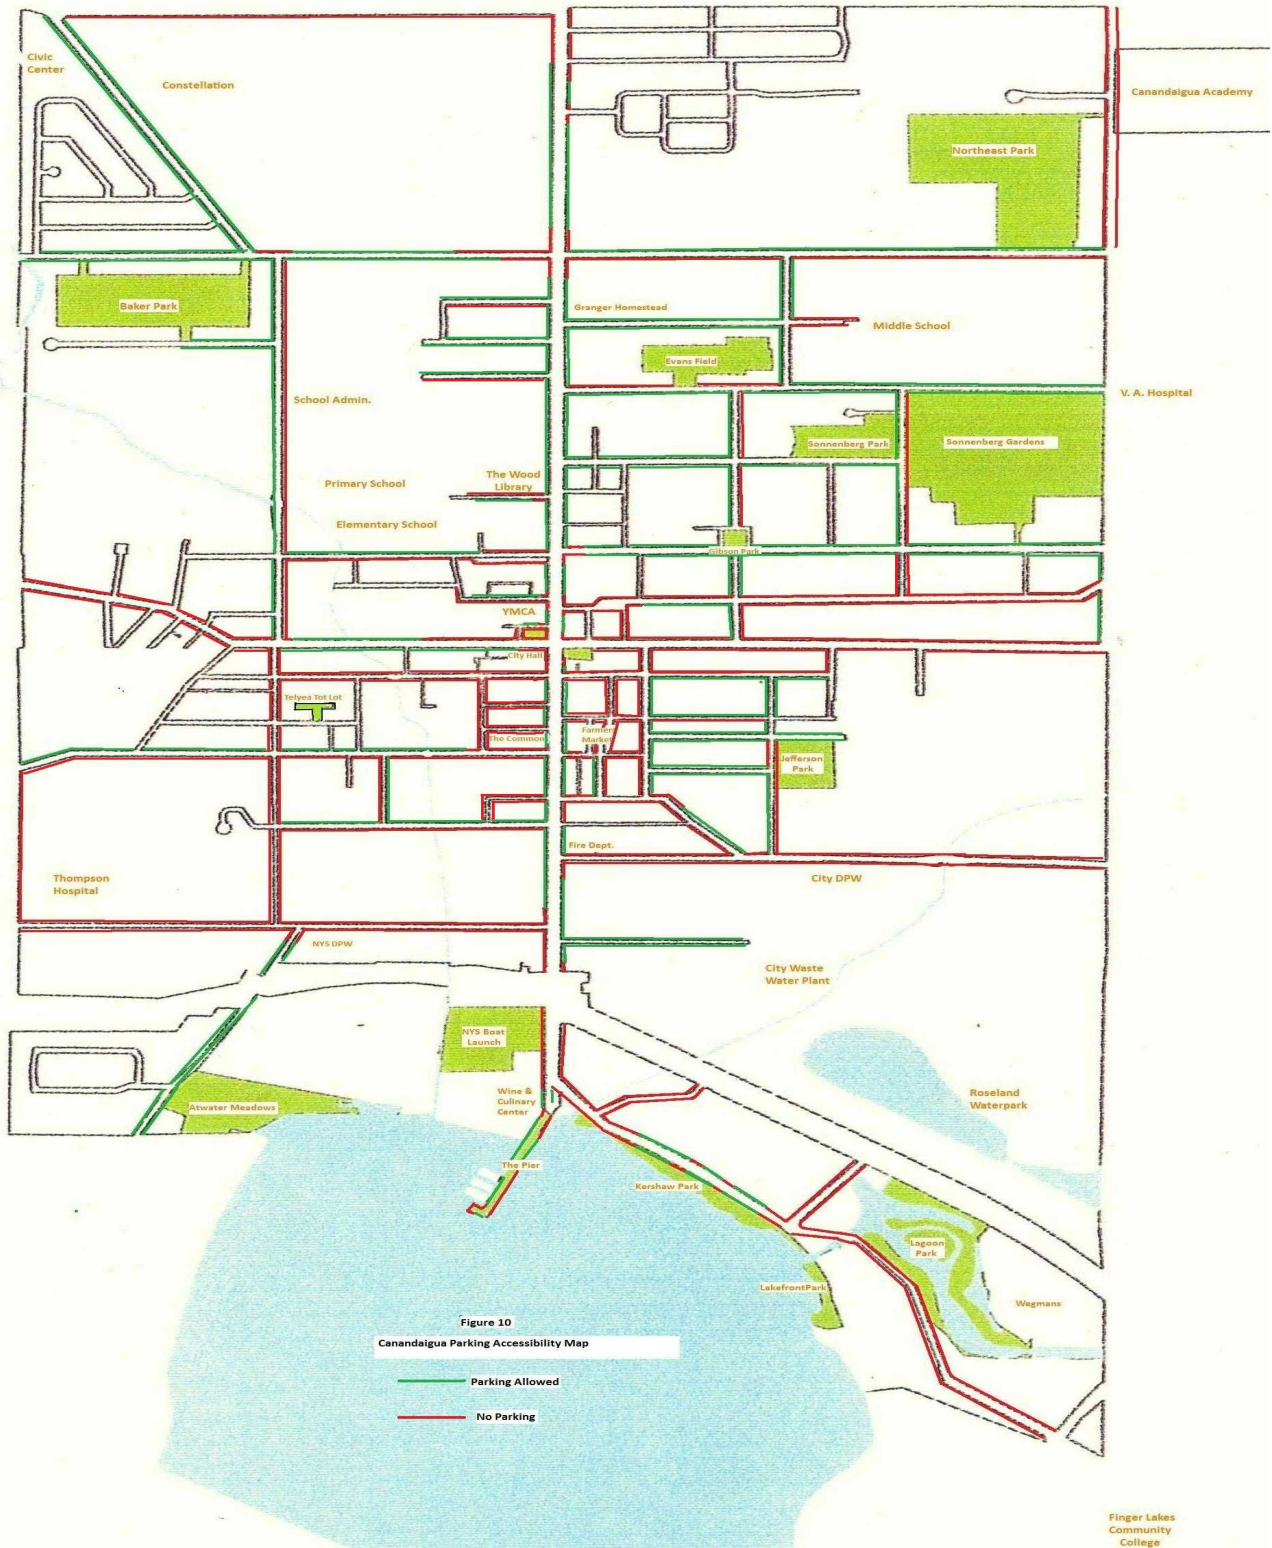 Civic
Center
Constellation
Canandaigua Academy
Northeast Park
Baker Park
Granger Homestead
Middle School
Evans Field
V. A. Hospital
School Admin.
Sonnenberg Park
Sonnenberg Gardens
The Wood
Library
Primary School
Elementary School
Gibson Park
YMCA
City Hall
Telyea Tot Lot
The Common
Farmer
Market
Jefferson
Park
Fire Dept.
Thompson
Hospital
City DPW
NYS DPW
City Waste
Water Plant
NYS Boat
Launch
Wine &
Culinary
Center
Roseland
Waterpark
Atwater Meadows
The Pier
Kershaw Park
Lagoon
Park
LakefrontPark
Wegmans
Figure 10
Canandaigua Parking Accessibility Map
Parking Allowed
No Parking
Finger Lakes
Community
College